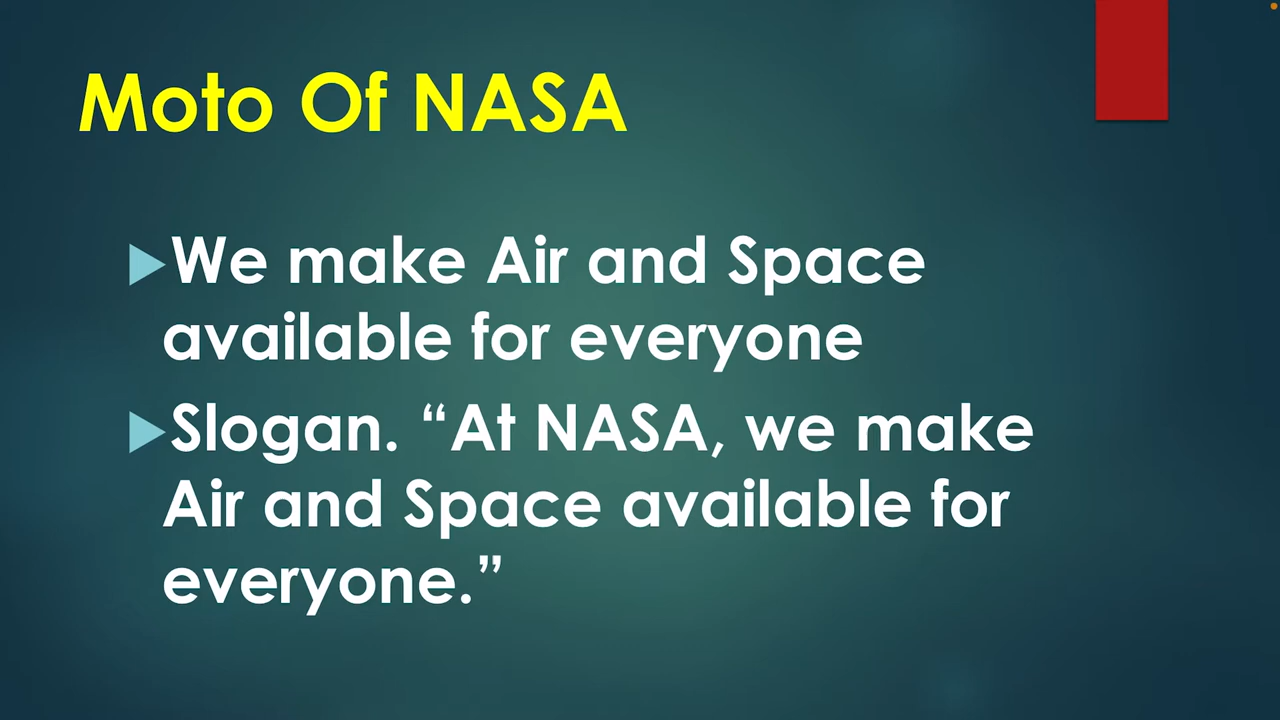 Moto Of NASA
We make Air and Space
available for everyone
Slogan. “At NASA, we make
Air and Space available for
everyone.”